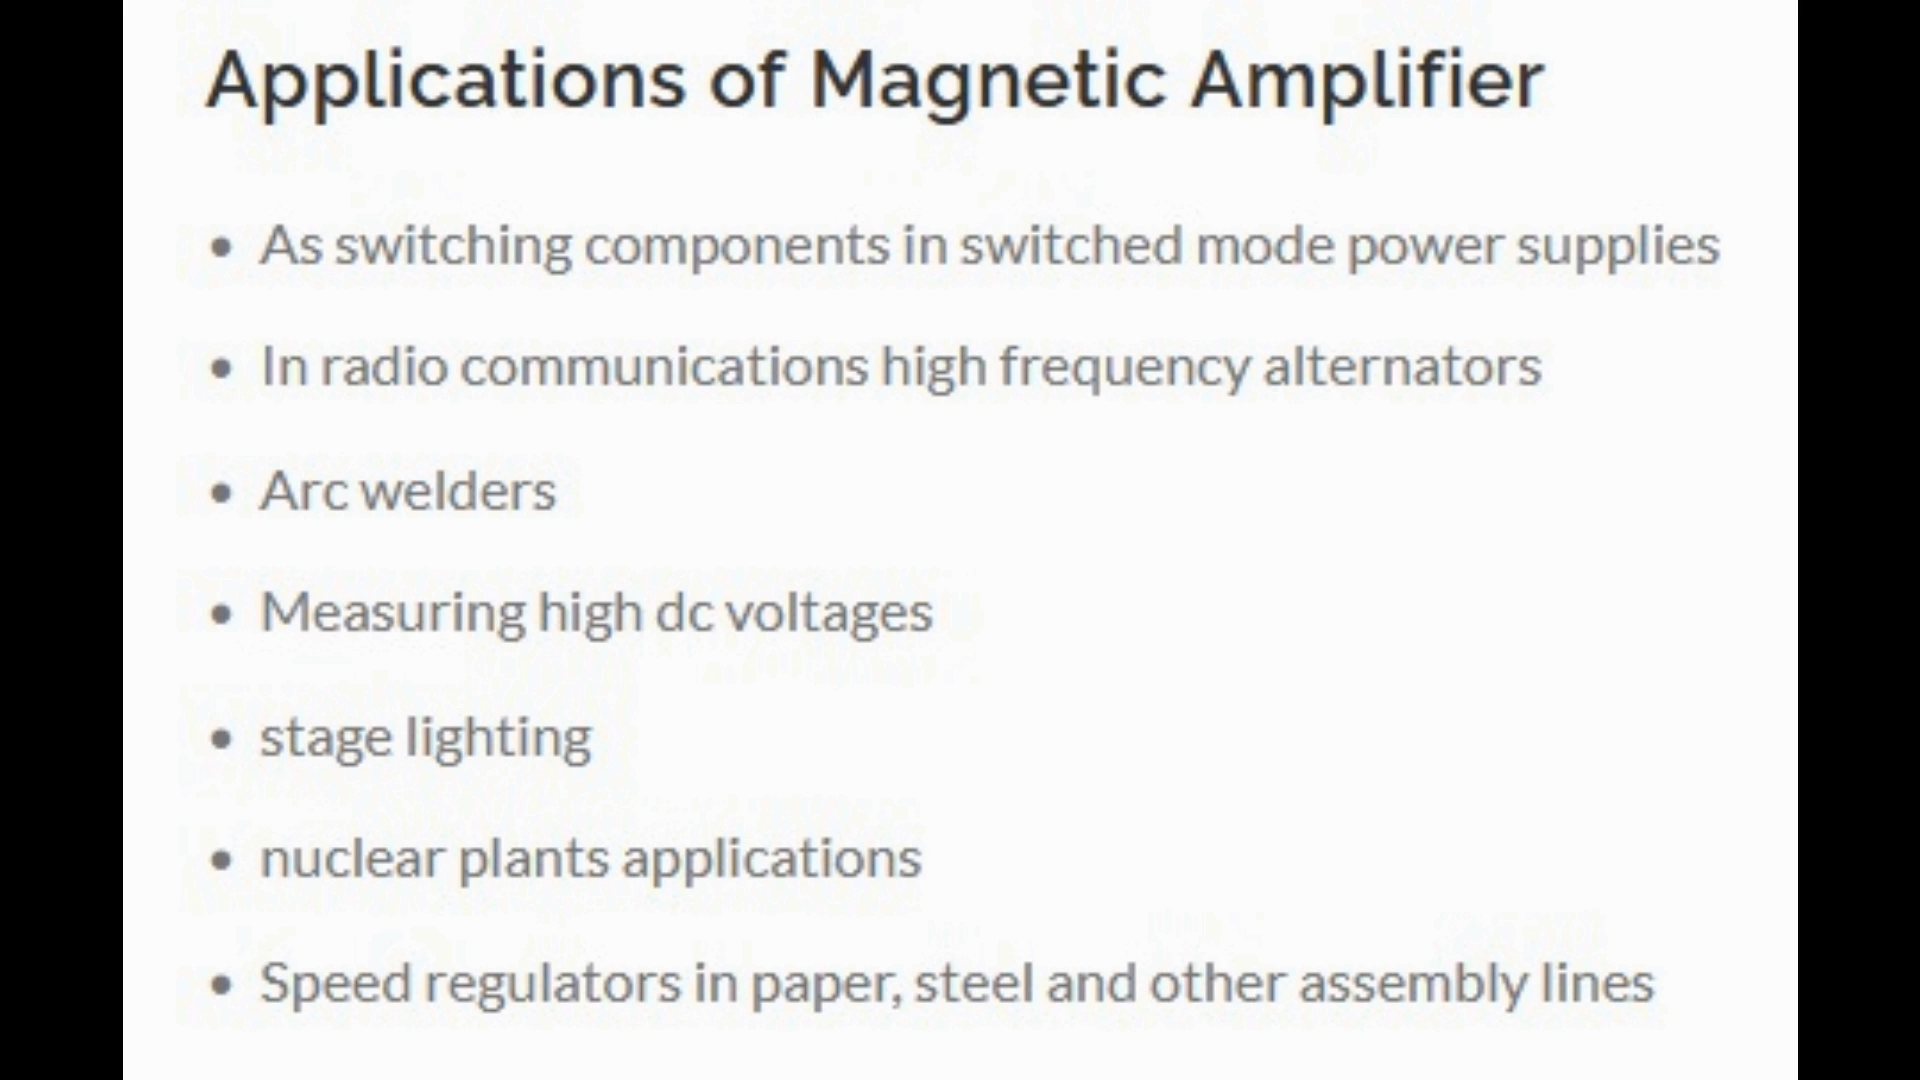 Applications of Magnetic Amplifier
• As switching components in switched mode power supplies
• In radio communications high frequency alternators
• Arc welders
• Measuring high dc voltages
• stage lighting
• nuclear plants applications
• Speed regulators in paper, steel and other assembly lines